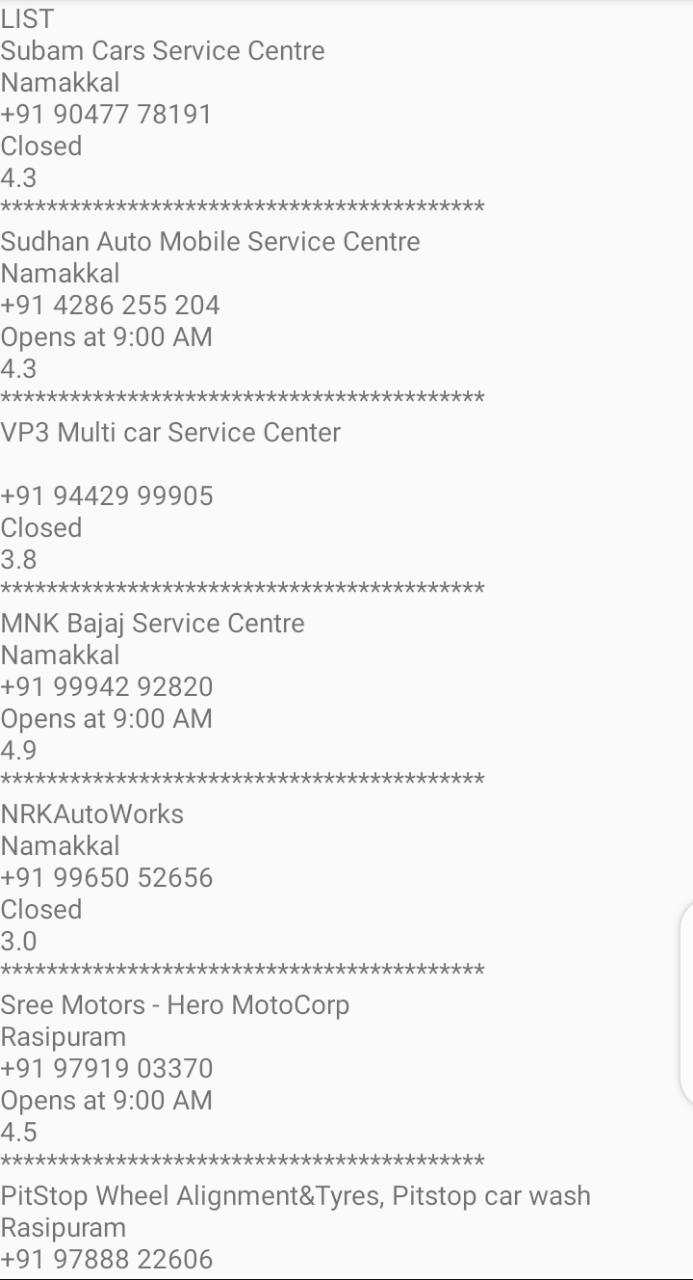 LIST
Subam Cars Service Centre
Namakkal
+91 90477 78191
Closed
4.3
******************************************
Sudhan Auto Mobile Service Centre
Namakkal
+91 4286 255 204
Opens at 9:00 AM
4.3
******************************************
VP3 Multi car Service Center
+91 94429 99905
Closed
3.8
******************************************
MNK Bajaj Service Centre
Namakkal
+91 99942 92820
Opens at 9:00 AM
4.9
******************************************
NRKAutoWorks
Namakkal
+91 99650 52656
Closed
3.0
******************************************
Sree Motors - Hero MotoCorp
Rasipuram
+91 97919 03370
Opens at 9:00 AM
4.5
******************************************
PitStop Wheel Alignment&Tyres, Pitstop car wash
Rasipuram
+91 97888 22606